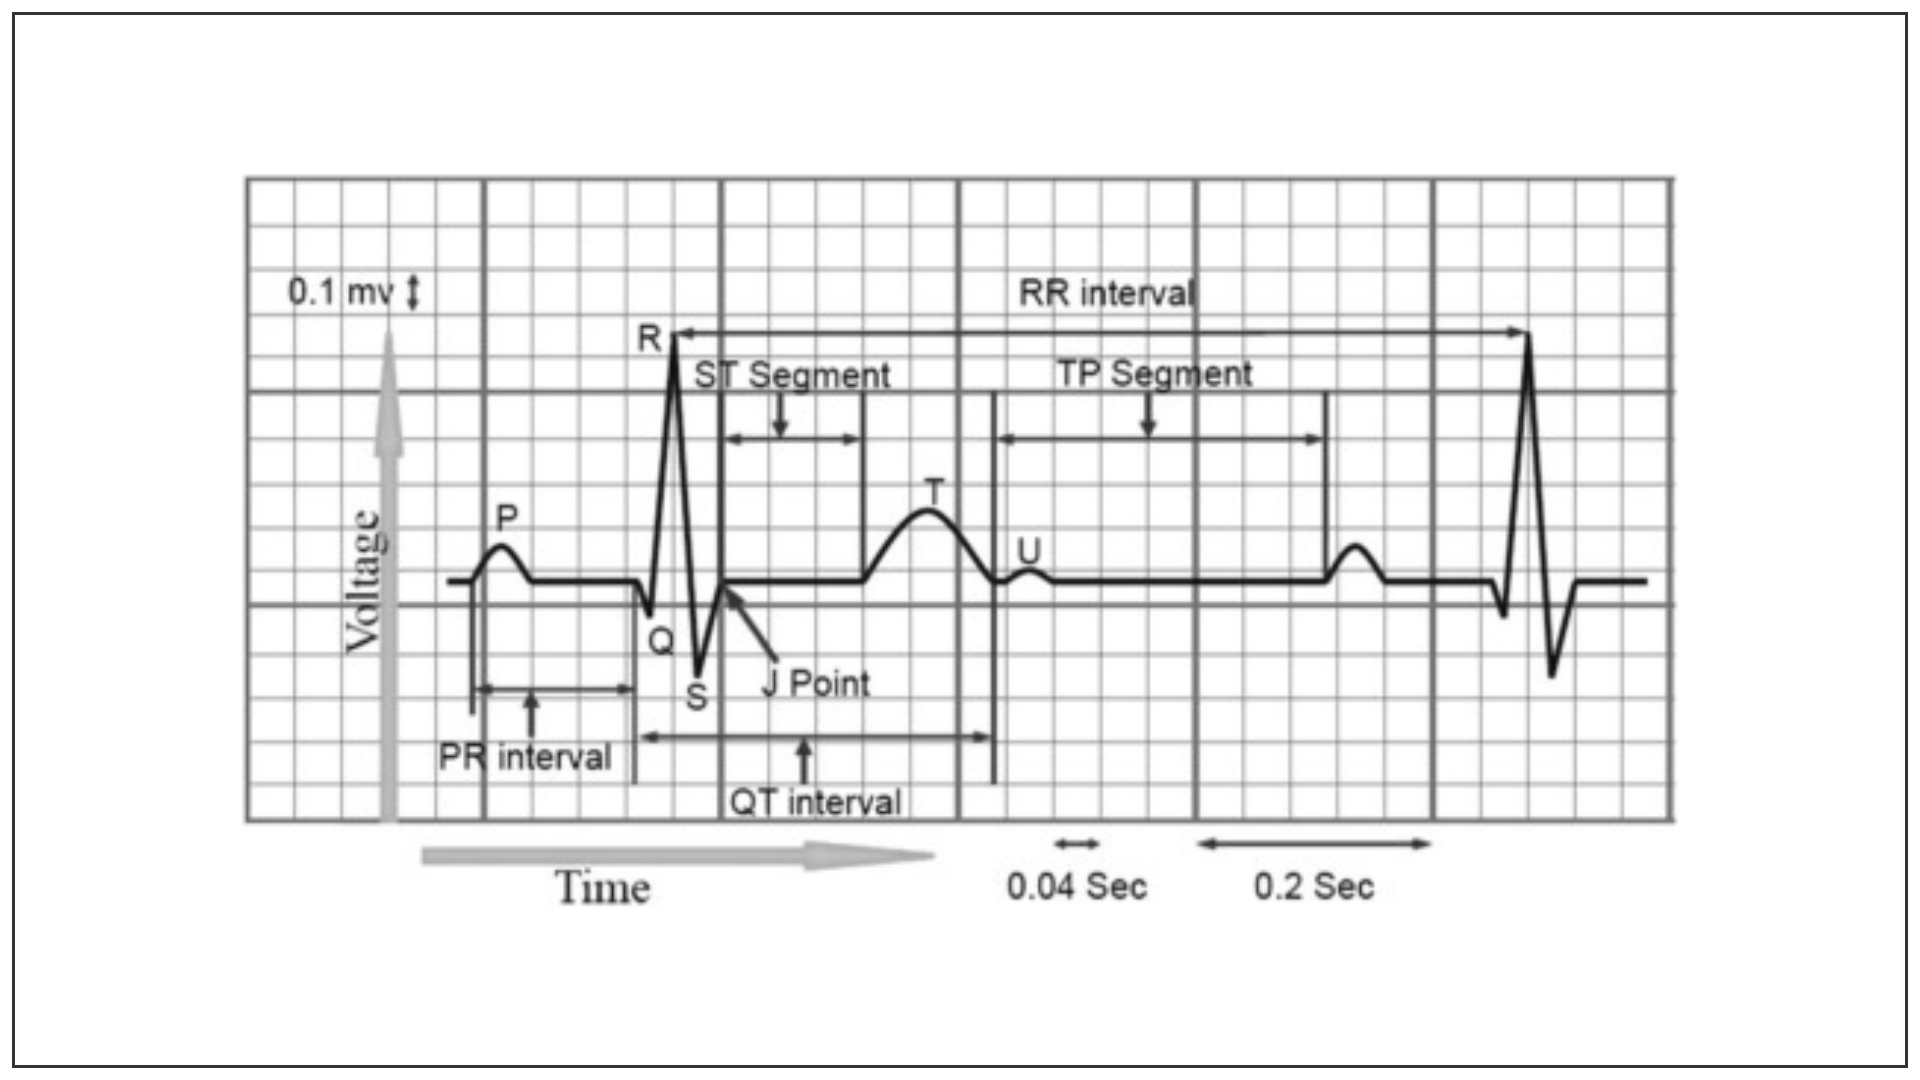 0.1 mv
RR interval
R
ST Segment
TP Segment
T
P
U
Voltage
Q
J Point
S
PR interval
QT interval
Time
0.04 Sec
0.2 Sec